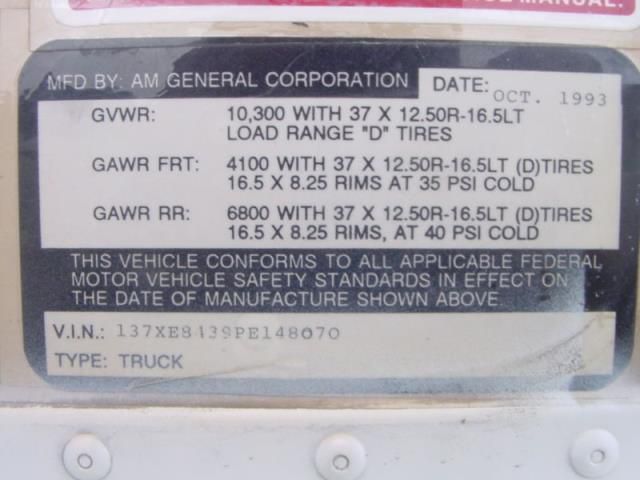 MANUAL.
MFD BY: AM GENERAL CORPORATION DATE: OCT. 1993
GVWR: 10,300 WITH 37 X 12.50R-16.5LT
LOAD RANGE "D" TIRES
GAWR FRT: 4100 WITH 37 X 12.50R-16.5LT (D)TIRES
16.5 X 8.25 RIMS AT 35 PSI COLD
GAWR RR: 6800 WITH 37 X 12.50R-16.5LT (D)TIRES
16.5 X 8.25 RIMS, AT 40 PSI COLD
THIS VEHICLE CONFORMS TO ALL APPLICABLE FEDERAL
MOTOR VEHICLE SAFETY STANDARDS IN EFFECT ON
THE DATE OF MANUFACTURE SHOWN ABOVE.
V.I.N.: 137XE8439PE148070
TYPE: TRUCK